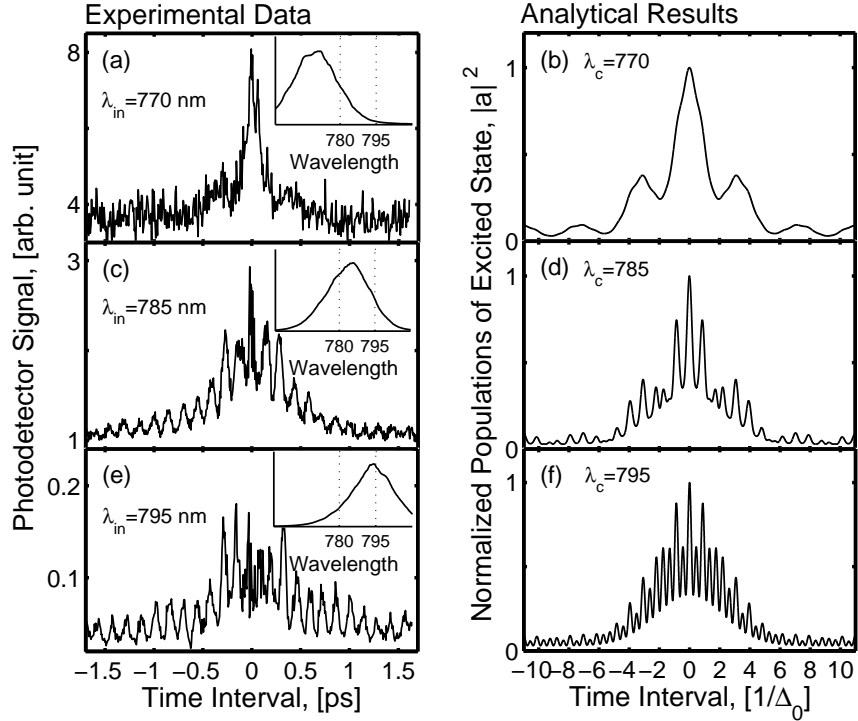 Experimental Data
Analytical Results
Photodetector Signal, [arb. unit]
(a)
λin=770 nm
8
4
780 795
Wavelength
(c)
λin=785 nm
3
1
780 795
Wavelength
(e)
λin=795 nm
0.2
0.1
780 795
Wavelength
−1.5 −1 −0.5 0 0.5 1 1.5
Time Interval, [ps]
Normalized Populations of Excited State, |a|²
(b) λc=770
1
0
(d) λc=785
1
0
(f) λc=795
1
0
−10 −8 −6 −4 −2 0 2 4 6 8 10
Time Interval, [1/Δ0]